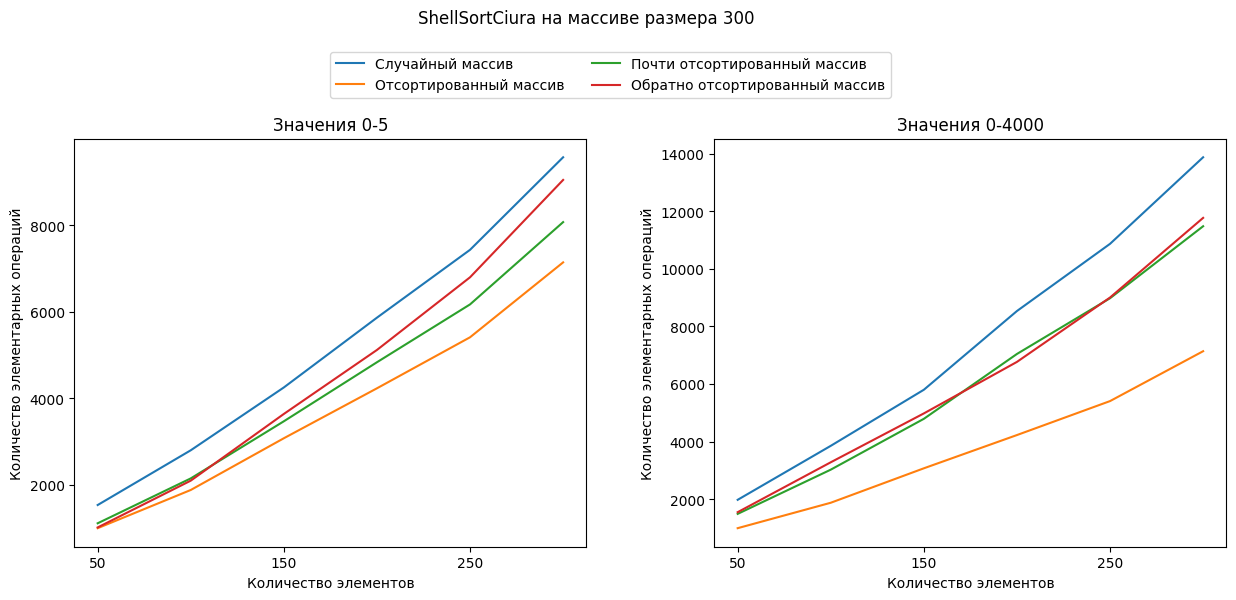 ShellSortCiura на массиве размера 300
Случайный массив
Отсортированный массив
Почти отсортированный массив
Обратно отсортированный массив
Значения 0-5
Количество элементарных операций
8000
6000
4000
2000
50
150
250
Количество элементов
Значения 0-4000
Количество элементарных операций
14000
12000
10000
8000
6000
4000
2000
50
150
250
Количество элементов